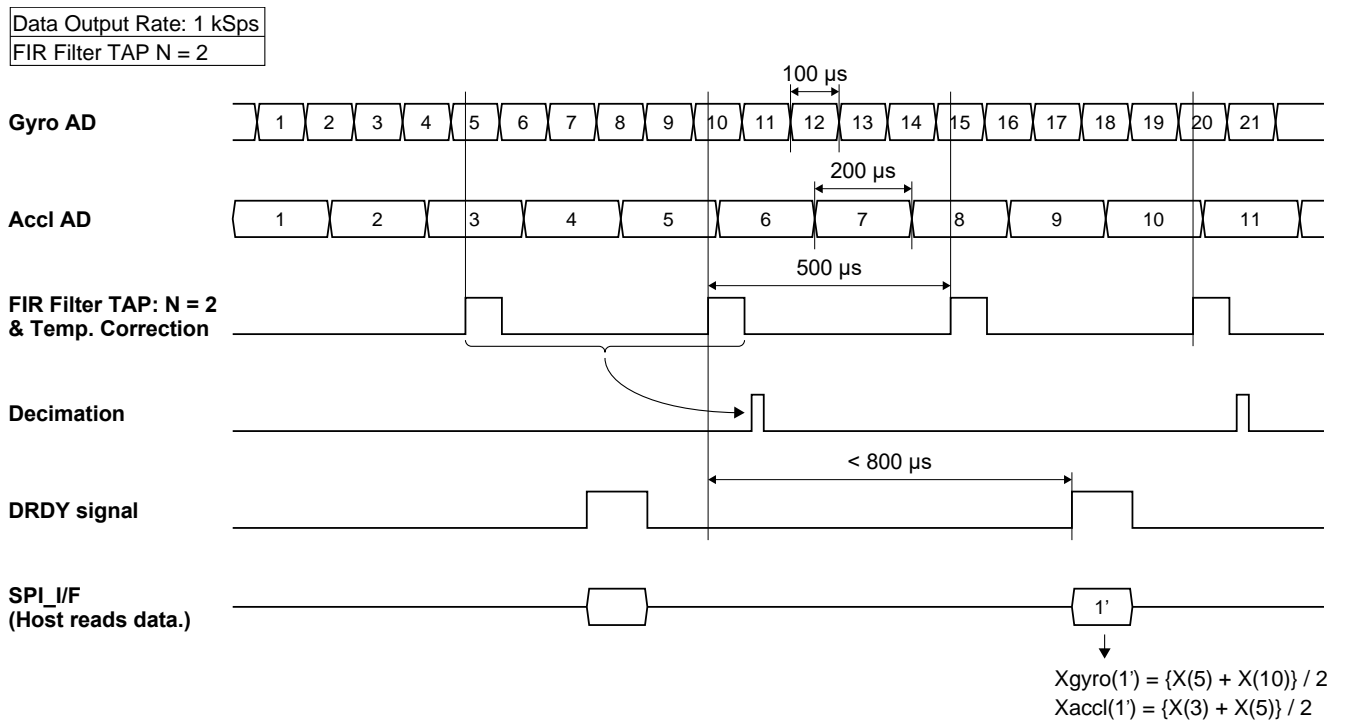 Data Output Rate: 1 kSps
FIR Filter TAP N = 2
100 µs
Gyro AD
1 2 3 4 5 6 7 8 9 10 11 12 13 14 15 16 17 18 19 20 21
200 µs
Accl AD
1 2 3 4 5 6 7 8 9 10 11
500 µs
FIR Filter TAP: N = 2
& Temp. Correction
Decimation
< 800 µs
DRDY signal
SPI_I/F
(Host reads data.)
1’
Xgyro(1’) = {X(5) + X(10)} / 2
Xaccl(1’) = {X(3) + X(5)} / 2